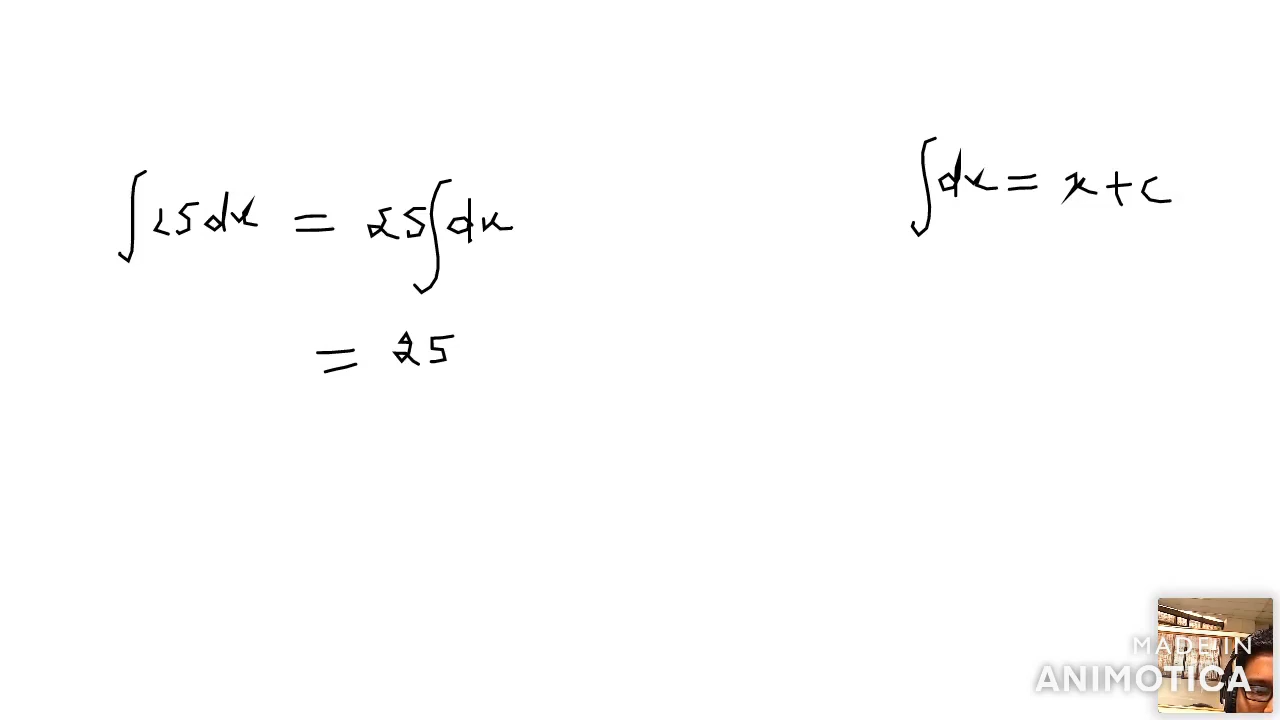 ∫25dx = 25∫dx
= 25
∫dx = x+c
MADE IN
ANIMOTICA